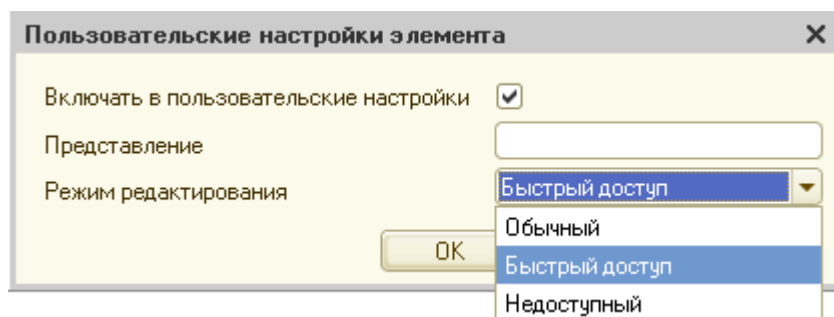 Пользовательские настройки элемента
Включать в пользовательские настройки
Представление
Режим редактирования Быстрый доступ
Обычный
OK Быстрый доступ
Недоступный